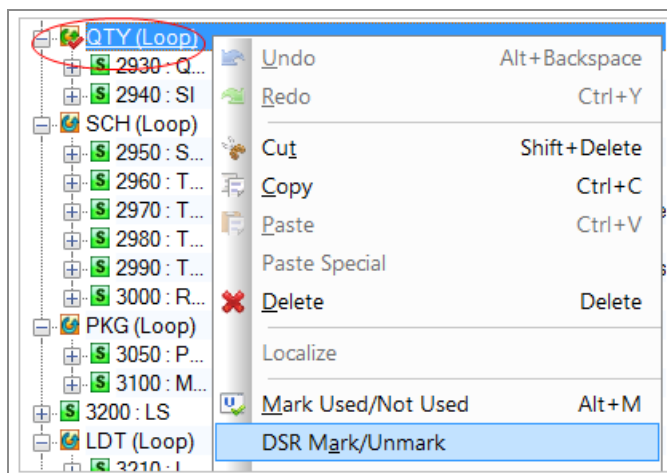 QTY (Loop)
2930 : Q...
2940 : SI
SCH (Loop)
2950 : S...
2960 : T...
2970 : T...
2980 : T...
2990 : T...
3000 : R...
PKG (Loop)
3050 : P...
3100 : M...
3200 : LS
LDT (Loop)
Undo Alt+Backspace
Redo Ctrl+Y
Cut Shift+Delete
Copy Ctrl+C
Paste Ctrl+V
Paste Special
Delete Delete
Localize
Mark Used/Not Used Alt+M
DSR Mark/Unmark